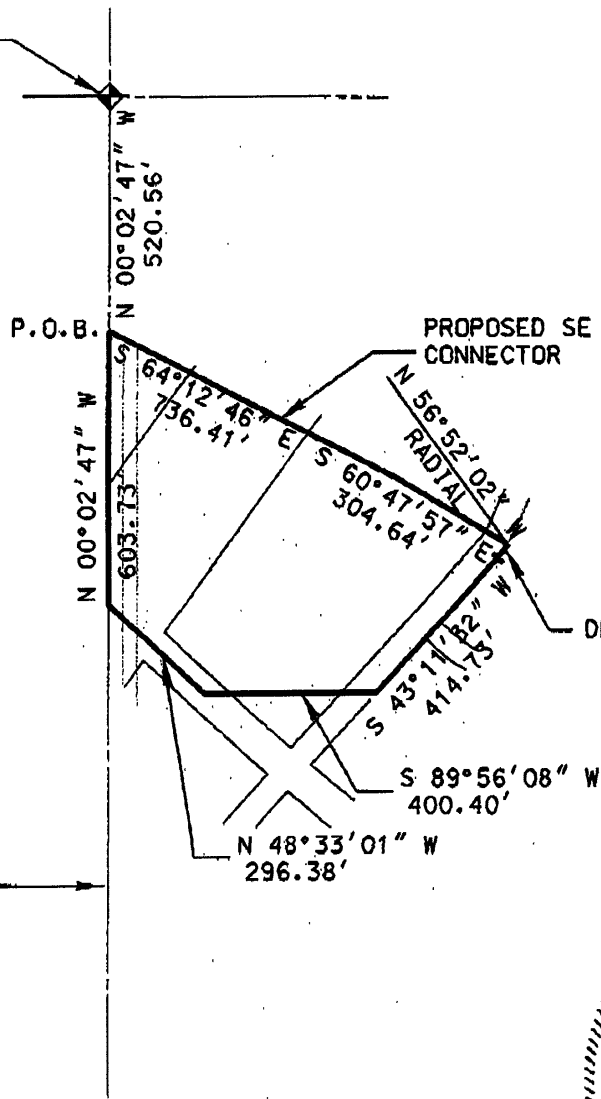 N 00°02'47" W
520.56'
P.O.B.
PROPOSED SE
CONNECTOR
S 64°12'46" E
736.41'
N 56°52'02" W
RADIAL
S 60°47'57" E
304.64'
N 00°02'47" W
603.73'
S 43°11'32" W
414.73'
S 89°56'08" W
400.40'
N 48°33'01" W
296.38'